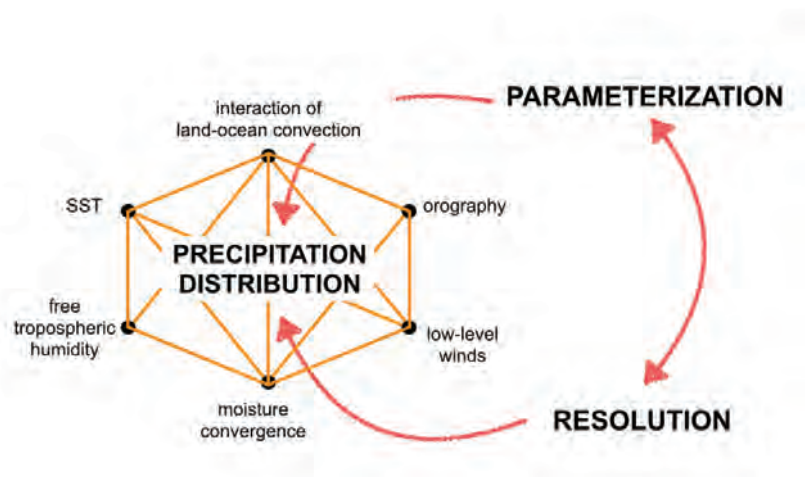 PARAMETERIZATION
interaction of
land-ocean convection
SST
orography
PRECIPITATION
DISTRIBUTION
free
tropospheric
humidity
low-level
winds
moisture
convergence
RESOLUTION